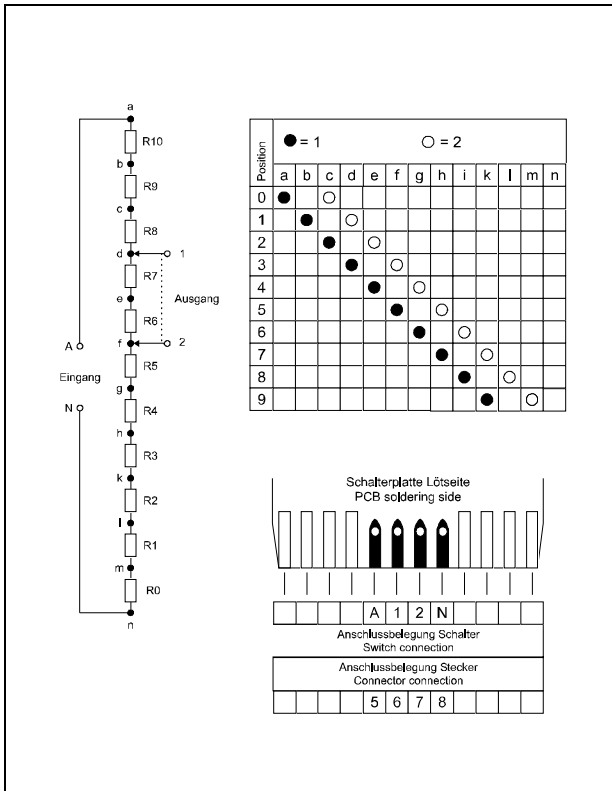 a
R10
b
R9
c
R8
d
1
R7
e
Ausgang
R6
f
2
A
R5
Eingang
g
N
R4
h
R3
k
R2
l
R1
m
R0
n
Position
= 1
= 2
a b c d e f g h i k l m n
0
1
2
3
4
5
6
7
8
9
Schalterplatte Lötseite
PCB soldering side
A 1 2 N
Anschlussbelegung Schalter
Switch connection
Anschlussbelegung Stecker
Connector connection
5 6 7 8